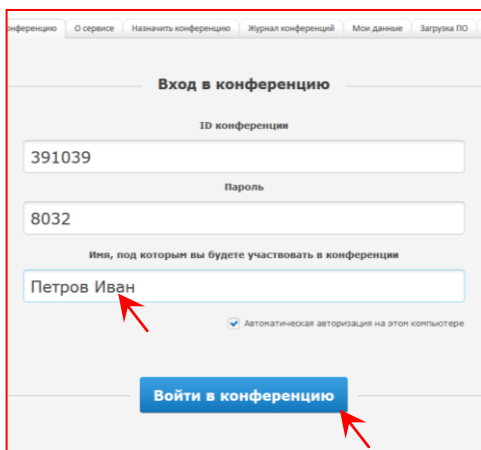 онференцию О сервисе Назначить конференцию Журнал конференций Мои данные Загрузка ПО
Вход в конференцию
ID конференции
391039
Пароль
8032
Имя, под которым вы будете участвовать в конференции
Петров Иван
Автоматическая авторизация на этом компьютере
Войти в конференцию